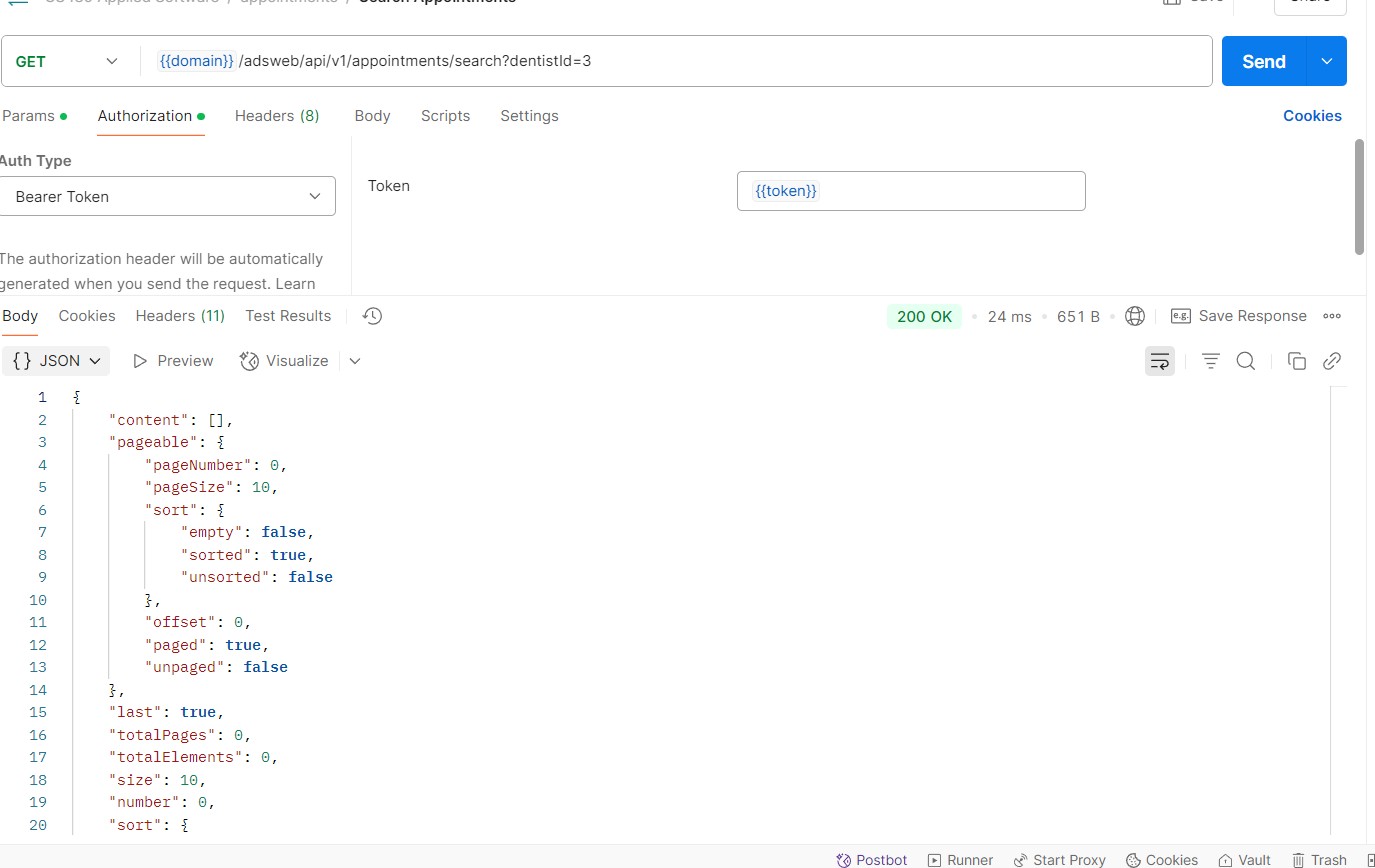 appointments / Search Appointments
Save
Share
GET {{domain}} /adsweb/api/v1/appointments/search?dentistId=3
Send
Params Authorization Headers (8) Body Scripts Settings Cookies
Auth Type
Bearer Token
Token {{token}}
The authorization header will be automatically
generated when you send the request. Learn
Body Cookies Headers (11) Test Results 200 OK 24 ms 651 B e.g. Save Response
{} JSON Preview Visualize
1 {
2 "content": [],
3 "pageable": {
4 "pageNumber": 0,
5 "pageSize": 10,
6 "sort": {
7 "empty": false,
8 "sorted": true,
9 "unsorted": false
10 },
11 "offset": 0,
12 "paged": true,
13 "unpaged": false
14 },
15 "last": true,
16 "totalPages": 0,
17 "totalElements": 0,
18 "size": 10,
19 "number": 0,
20 "sort": {
Postbot Runner Start Proxy Cookies Vault Trash